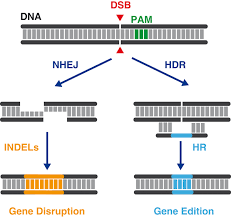 DSB
DNA
PAM
NHEJ
HDR
INDELs
HR
Gene Disruption
Gene Edition